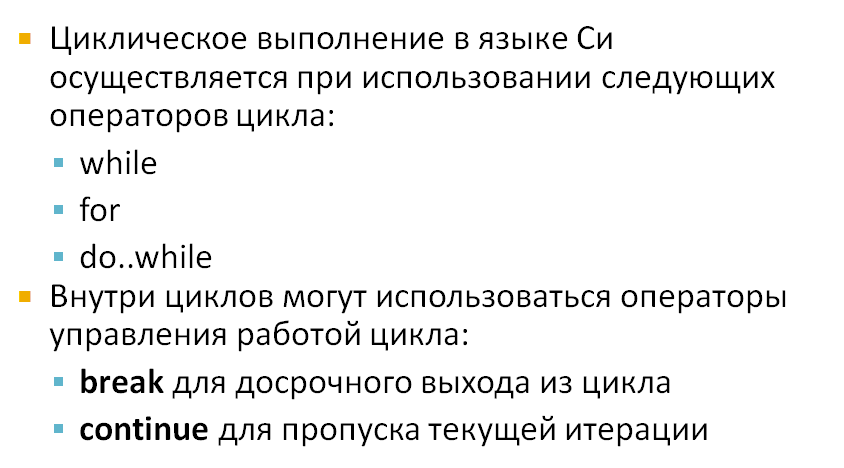 Циклическое выполнение в языке Си
осуществляется при использовании следующих
операторов цикла:
while
for
do..while
Внутри циклов могут использоваться операторы
управления работой цикла:
break для досрочного выхода из цикла
continue для пропуска текущей итерации